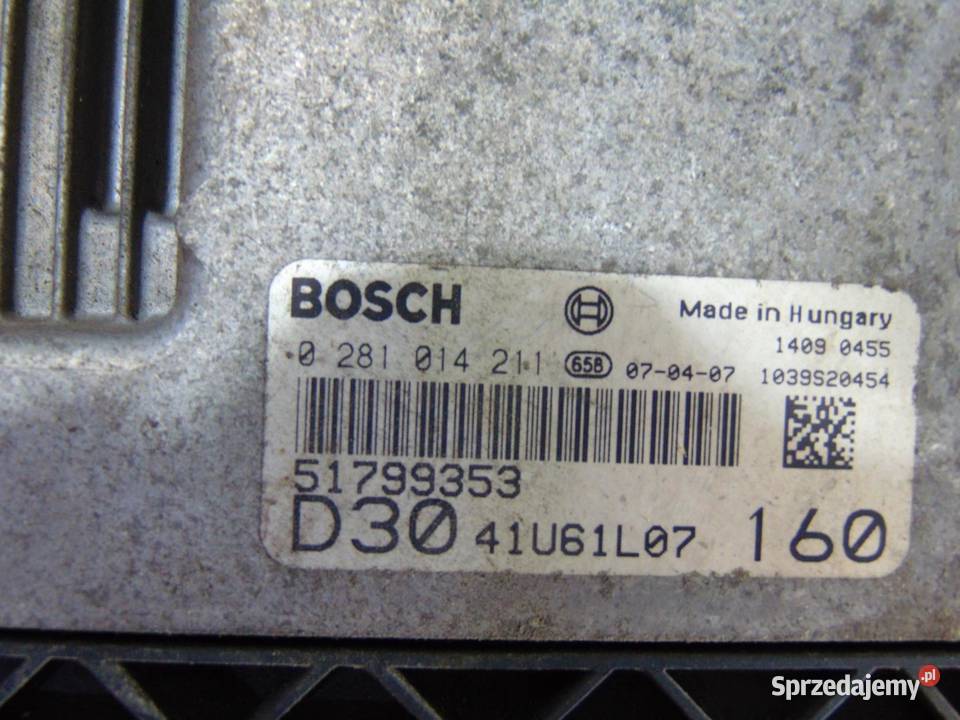 BOSCH
Made in Hungary
1409 0455
0 281 014 211 658 07-04-07 1039S20454
51799353
D30 41U61L07 160
Sprzedajemy.pl